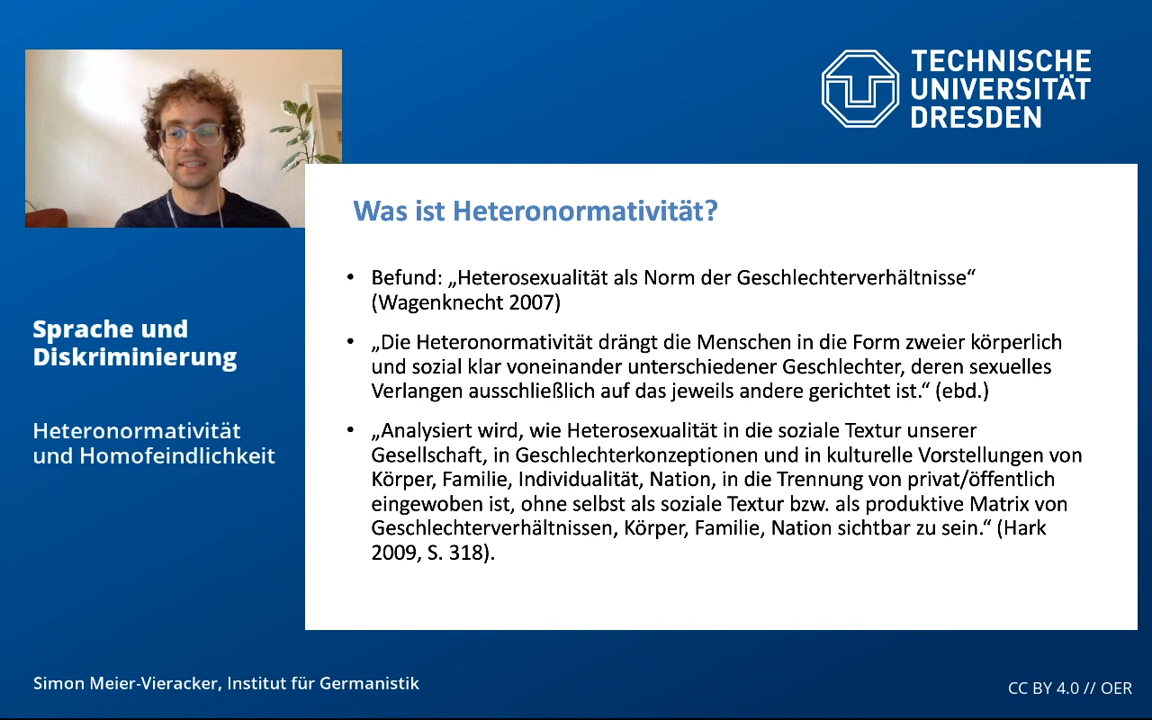 TECHNISCHE
UNIVERSITÄT
DRESDEN
Was ist Heteronormativität?
• Befund: „Heterosexualität als Norm der Geschlechterverhältnisse“
(Wagenknecht 2007)
• „Die Heteronormativität drängt die Menschen in die Form zweier körperlich
und sozial klar voneinander unterschiedener Geschlechter, deren sexuelles
Verlangen ausschließlich auf das jeweils andere gerichtet ist.“ (ebd.)
• „Analysiert wird, wie Heterosexualität in die soziale Textur unserer
Gesellschaft, in Geschlechterkonzeptionen und in kulturelle Vorstellungen von
Körper, Familie, Individualität, Nation, in die Trennung von privat/öffentlich
eingewoben ist, ohne selbst als soziale Textur bzw. als produktive Matrix von
Geschlechterverhältnissen, Körper, Familie, Nation sichtbar zu sein.“ (Hark
2009, S. 318).
Sprache und
Diskriminierung
Heteronormativität
und Homofeindlichkeit
Simon Meier-Vieracker, Institut für Germanistik
CC BY 4.0 // OER